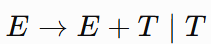 E → E + T | T